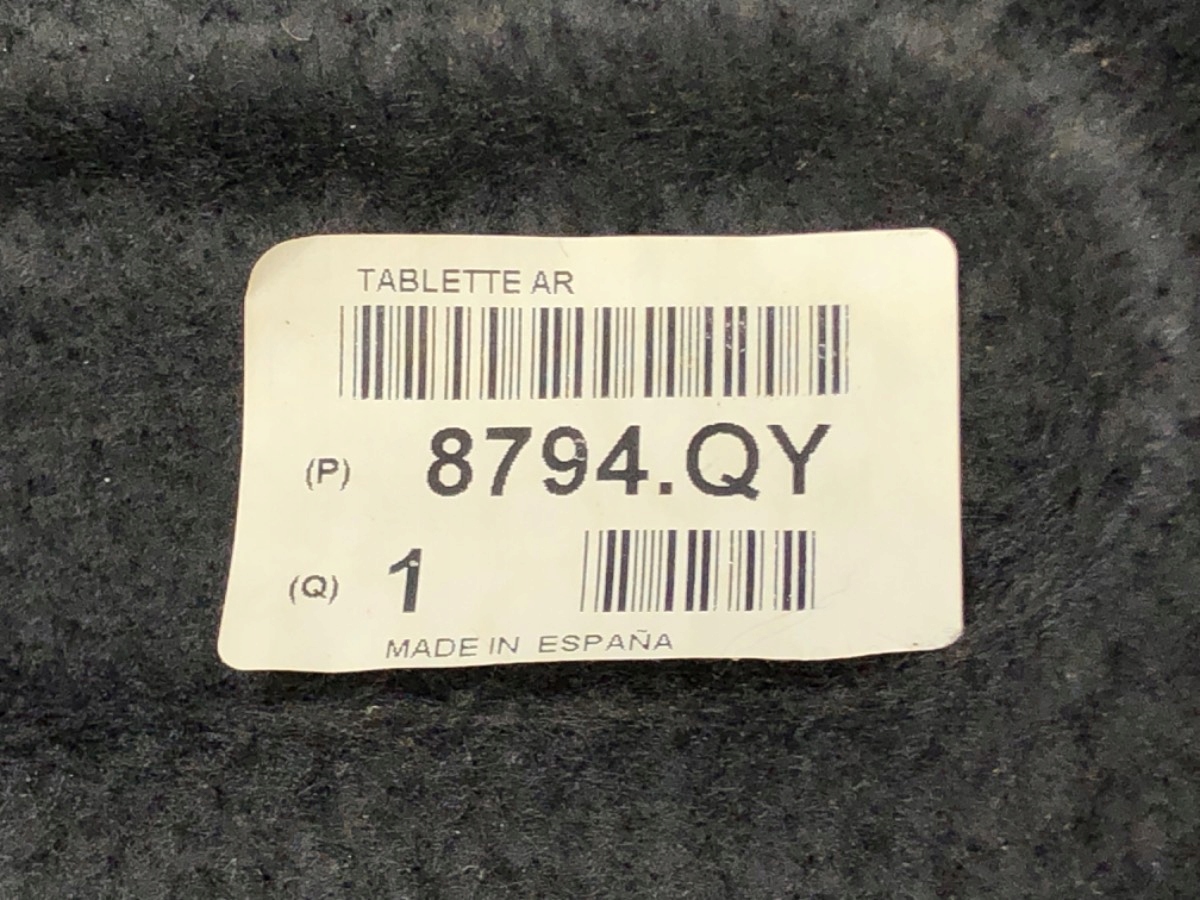 TABLETTE AR
(P) 8794.QY
(Q) 1
MADE IN ESPAÑA